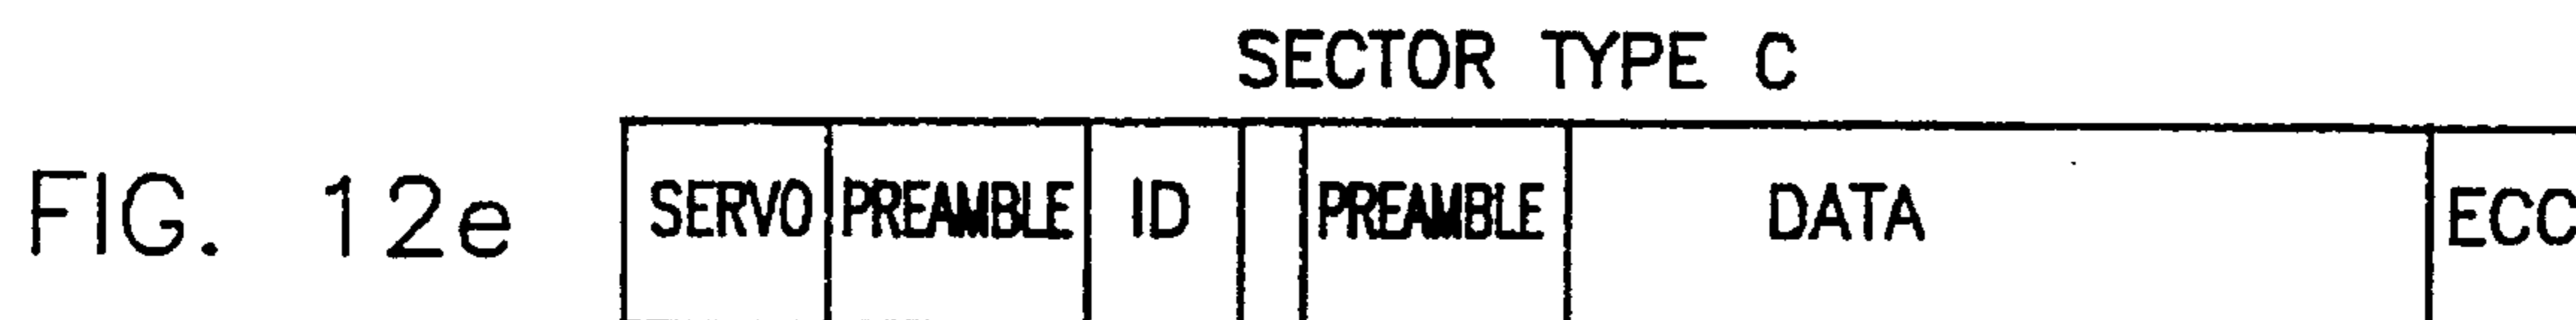 SECTOR TYPE C
FIG. 12e SERVO PREAMBLE ID PREAMBLE DATA ECC